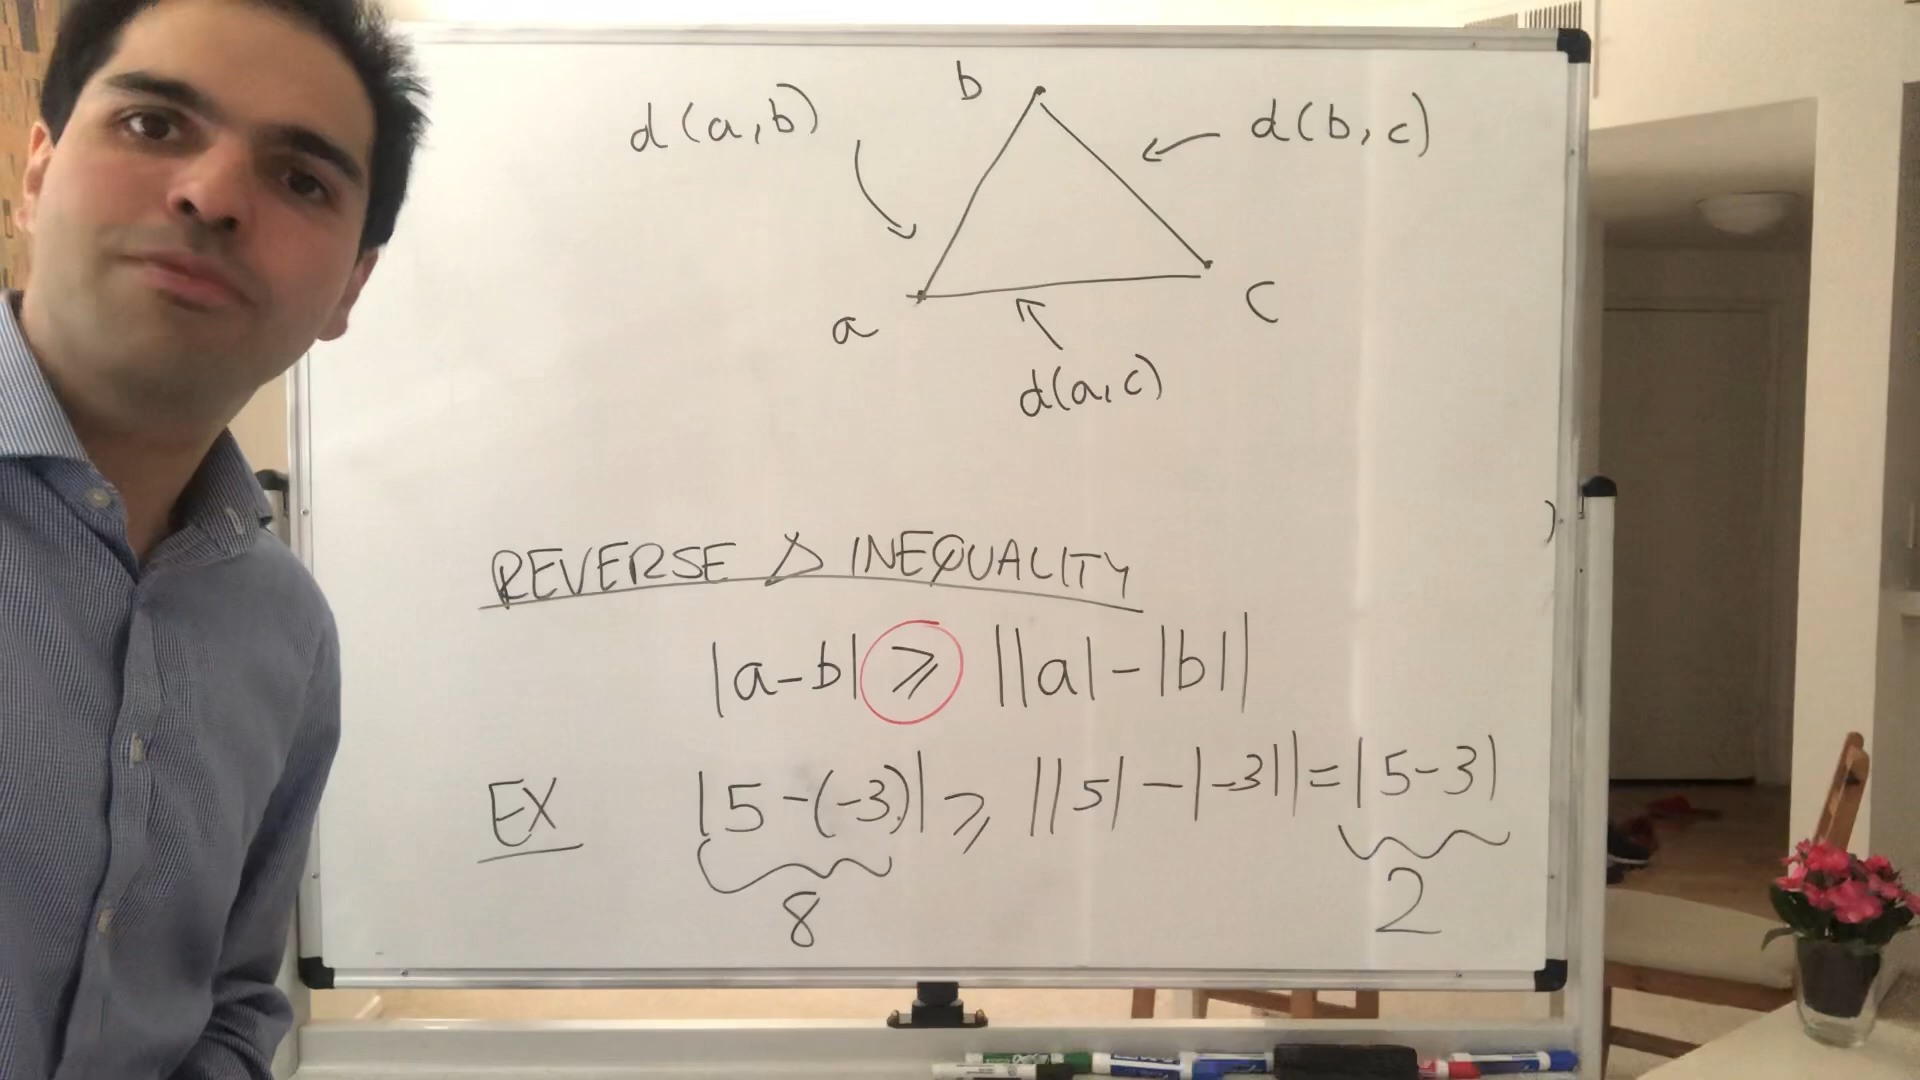 b
d(a,b)
d(b,c)
a
c
d(a,c)
REVERSE △ INEQUALITY
|a-b| ⩾ ||a|-|b||
EX |5-(-3)| ⩾ ||5|-|-3|| = |5-3|
8 2